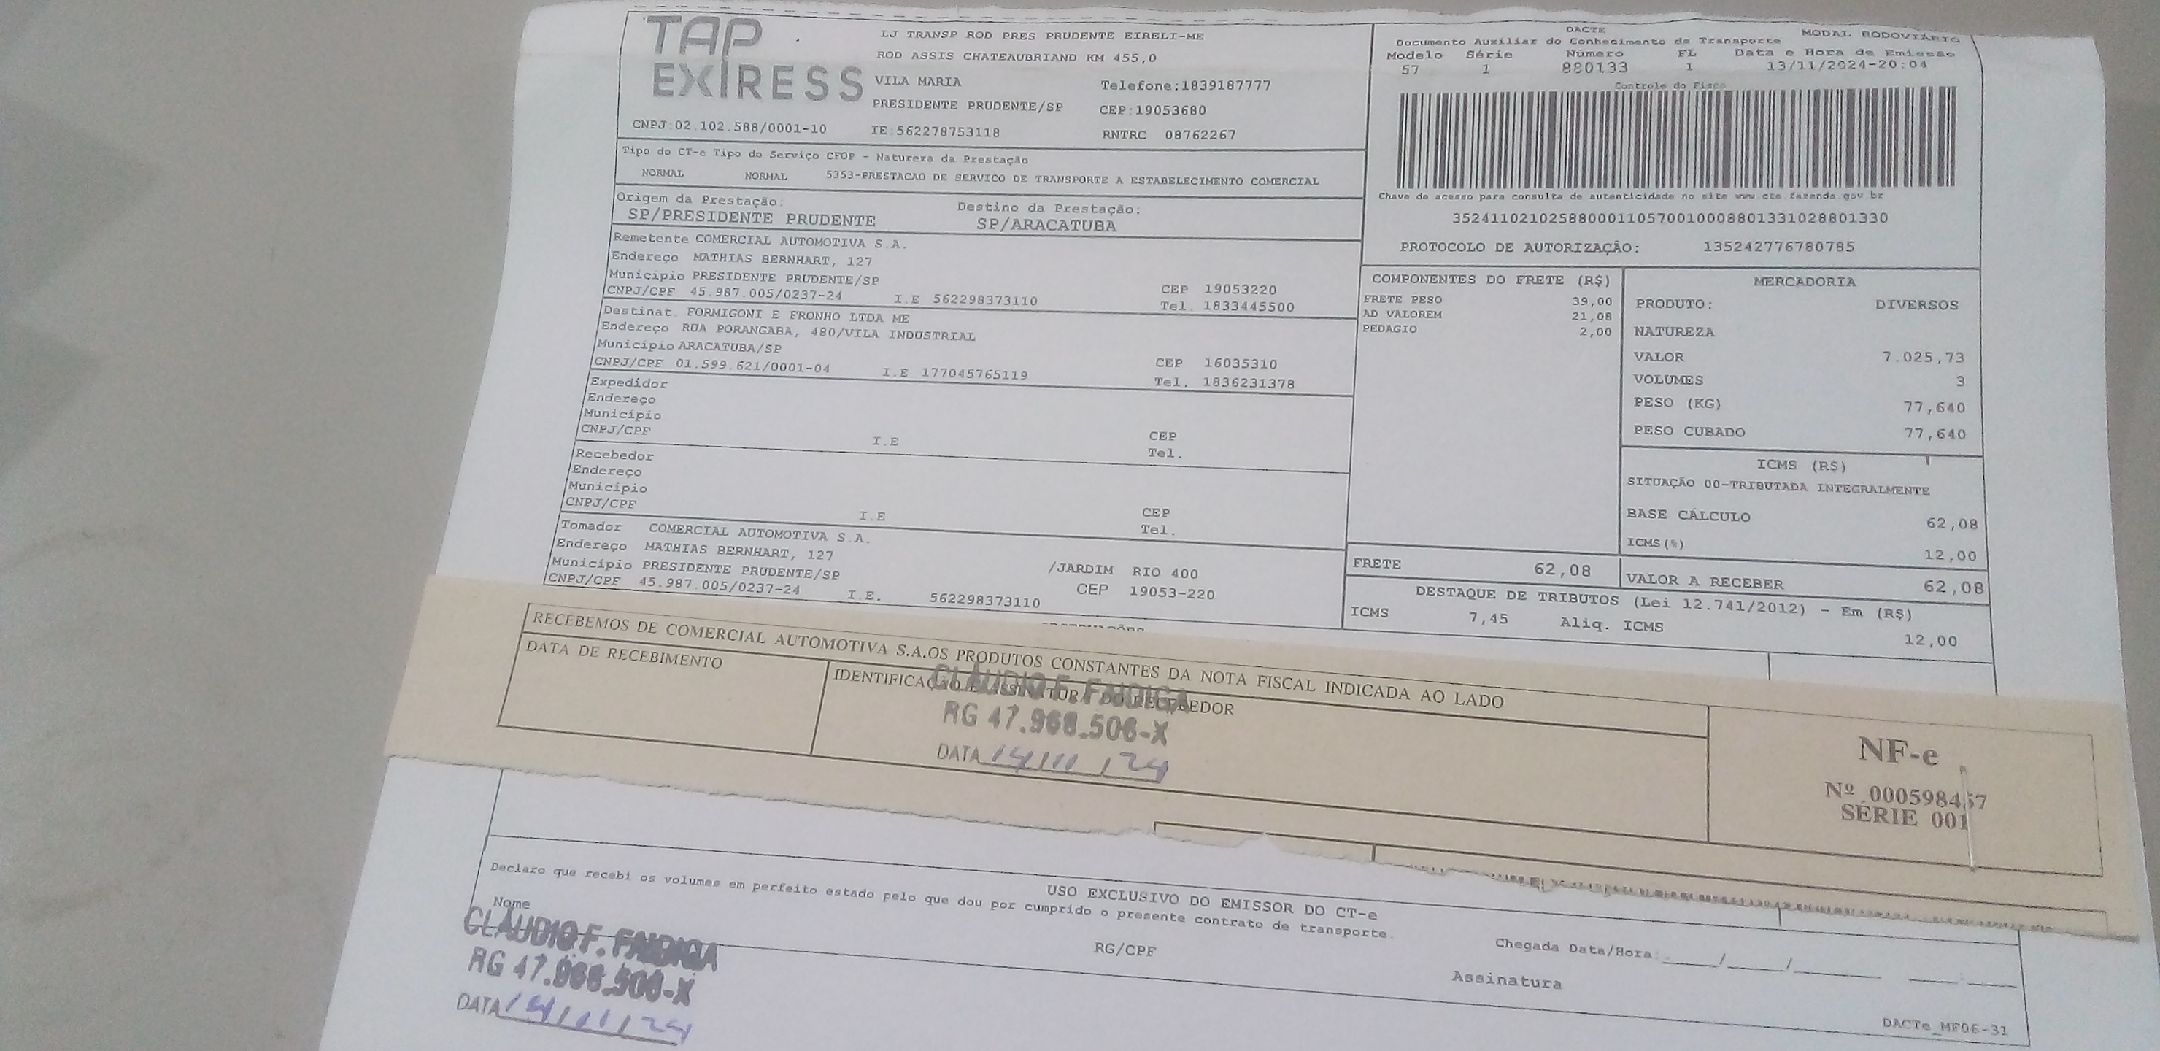 TAP
EXPRESS
LJ TRANSP ROD PRES PRUDENTE EIRELI-ME
ROD ASSIS CHATEAUBRIAND KM 455,0
VILA MARIA
Telefone:1839187777
PRESIDENTE PRUDENTE/SP
CEP:19053680
CNPJ:02.102.588/0001-10
IE:562278753118
RNTRC 08762267
DACTE
MODAL RODOVIÁRIO
Documento Auxiliar do Conhecimento de Transporte
Modelo Série Número FL Data e Hora de Emissão
57 1 880133 1 13/11/2024-20:04
Controle do Fisco
Chave de acesso para consulta de autenticidade no site www.cte.fazenda.gov.br
35241102102588000110570010008801331028801330
PROTOCOLO DE AUTORIZAÇÃO: 135242776780785
Tipo do CT-e Tipo do Serviço CFOP - Natureza da Prestação
NORMAL NORMAL 5353-PRESTACAO DE SERVICO DE TRANSPORTE A ESTABELECIMENTO COMERCIAL
Origem da Prestação: Destino da Prestação:
SP/PRESIDENTE PRUDENTE SP/ARACATUBA
Remetente COMERCIAL AUTOMOTIVA S.A.
Endereço MATHIAS BERNHART, 127
Município PRESIDENTE PRUDENTE/SP CEP 19053220
CNPJ/CPF 45.987.005/0237-24 I.E 562298373110 Tel. 1833445500
Destinat. FORMIGONI E FRONHO LTDA ME
Endereço RUA PORANGABA, 480/VILA INDUSTRIAL
Município ARACATUBA/SP CEP 16035310
CNPJ/CPF 01.599.621/0001-04 I.E 177045765119 Tel. 1836231378
Expedidor
Endereço
Município CEP
CNPJ/CPF I.E Tel.
Recebedor
Endereço
Município CEP
CNPJ/CPF I.E Tel.
Tomador COMERCIAL AUTOMOTIVA S.A.
Endereço MATHIAS BERNHART, 127 /JARDIM RIO 400
Município PRESIDENTE PRUDENTE/SP CEP 19053-220
CNPJ/CPF 45.987.005/0237-24 I.E. 562298373110
COMPONENTES DO FRETE (R$)
FRETE PESO 39,00
AD VALOREM 21,08
PEDAGIO 2,00
MERCADORIA
PRODUTO: DIVERSOS
NATUREZA
VALOR 7.025,73
VOLUMES 3
PESO (KG) 77,640
PESO CUBADO 77,640
ICMS (R$)
SITUAÇÃO 00-TRIBUTADA INTEGRALMENTE
BASE CÁLCULO 62,08
ICMS(%) 12,00
FRETE 62,08
VALOR A RECEBER 62,08
DESTAQUE DE TRIBUTOS (Lei 12.741/2012) - Em (R$)
ICMS 7,45 Aliq. ICMS 12,00
RECEBEMOS DE COMERCIAL AUTOMOTIVA S.A.OS PRODUTOS CONSTANTES DA NOTA FISCAL INDICADA AO LADO
DATA DE RECEBIMENTO
IDENTIFICAÇÃO E ASSINATURA DO RECEBEDOR
CLAUDIO F. FAIDIGA
RG 47.968.506-X
DATA 14/11/24
NF-e
Nº 000598457
SÉRIE 001
USO EXCLUSIVO DO EMISSOR DO CT-e
Declaro que recebi os volumes em perfeito estado pelo que dou por cumprido o presente contrato de transporte.
Nome
RG/CPF
Chegada Data/Hora:____/____/____
Assinatura
CLAUDIO F. FAIDIGA
RG 47.968.506-X
DATA 14/11/24
DACTe_MF06-31